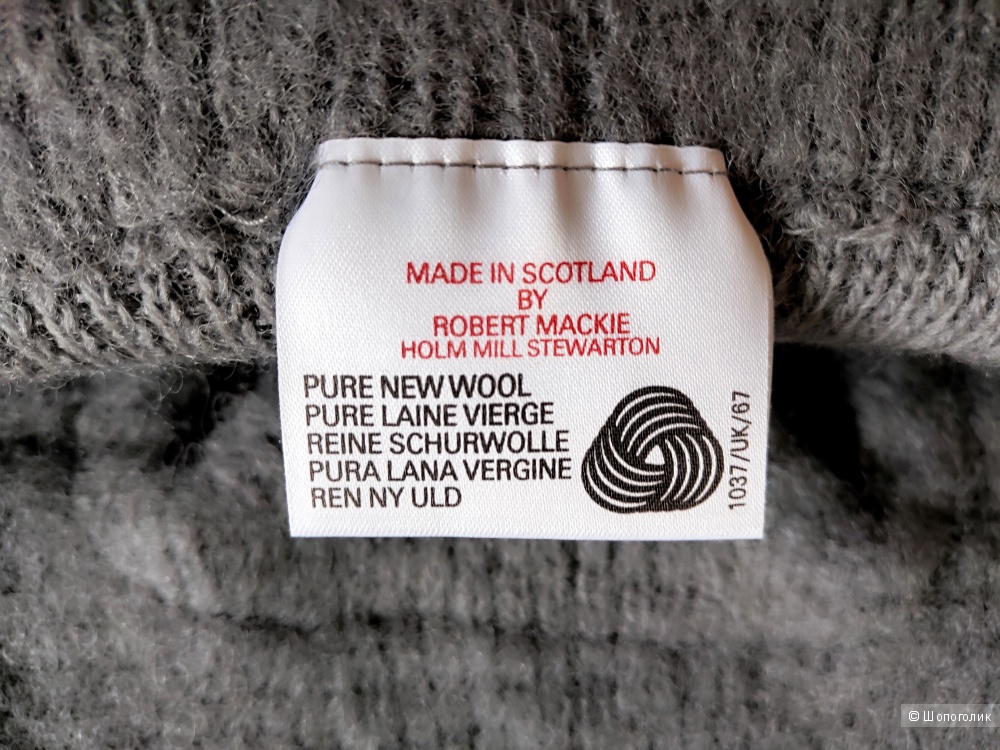 MADE IN SCOTLAND
BY
ROBERT MACKIE
HOLM MILL STEWARTON
PURE NEW WOOL
PURE LAINE VIERGE
REINE SCHURWOLLE
PURA LANA VERGINE
REN NY ULD
1037/UK/67
© Шопоголик